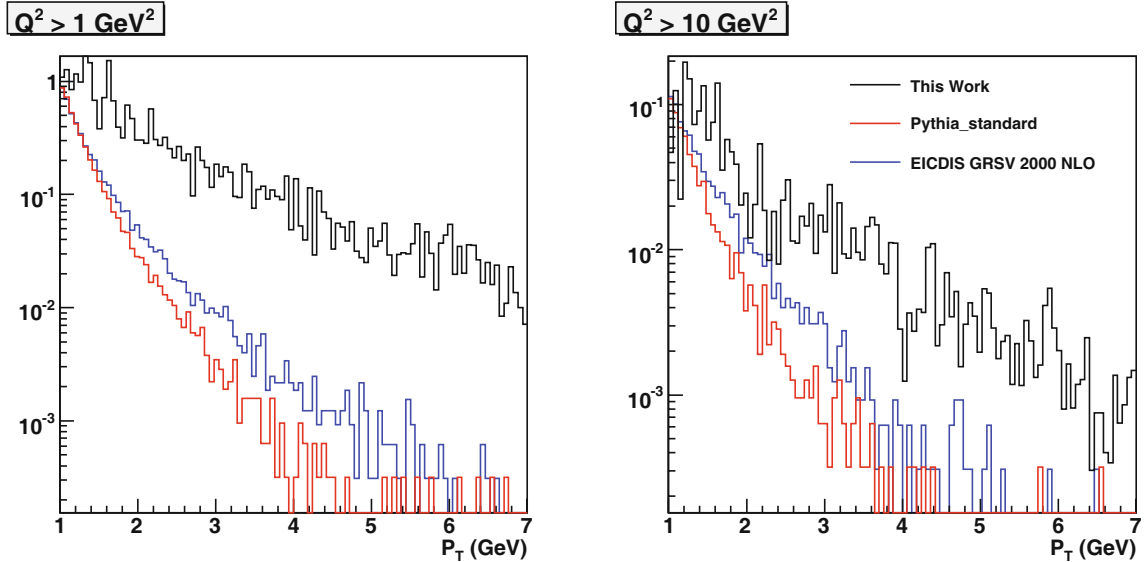 Q² > 1 GeV²
1
10⁻¹
10⁻²
10⁻³
1 2 3 4 5 6 7
P_T (GeV)
Q² > 10 GeV²
This Work
Pythia_standard
EICDIS GRSV 2000 NLO
10⁻¹
10⁻²
10⁻³
1 2 3 4 5 6 7
P_T (GeV)